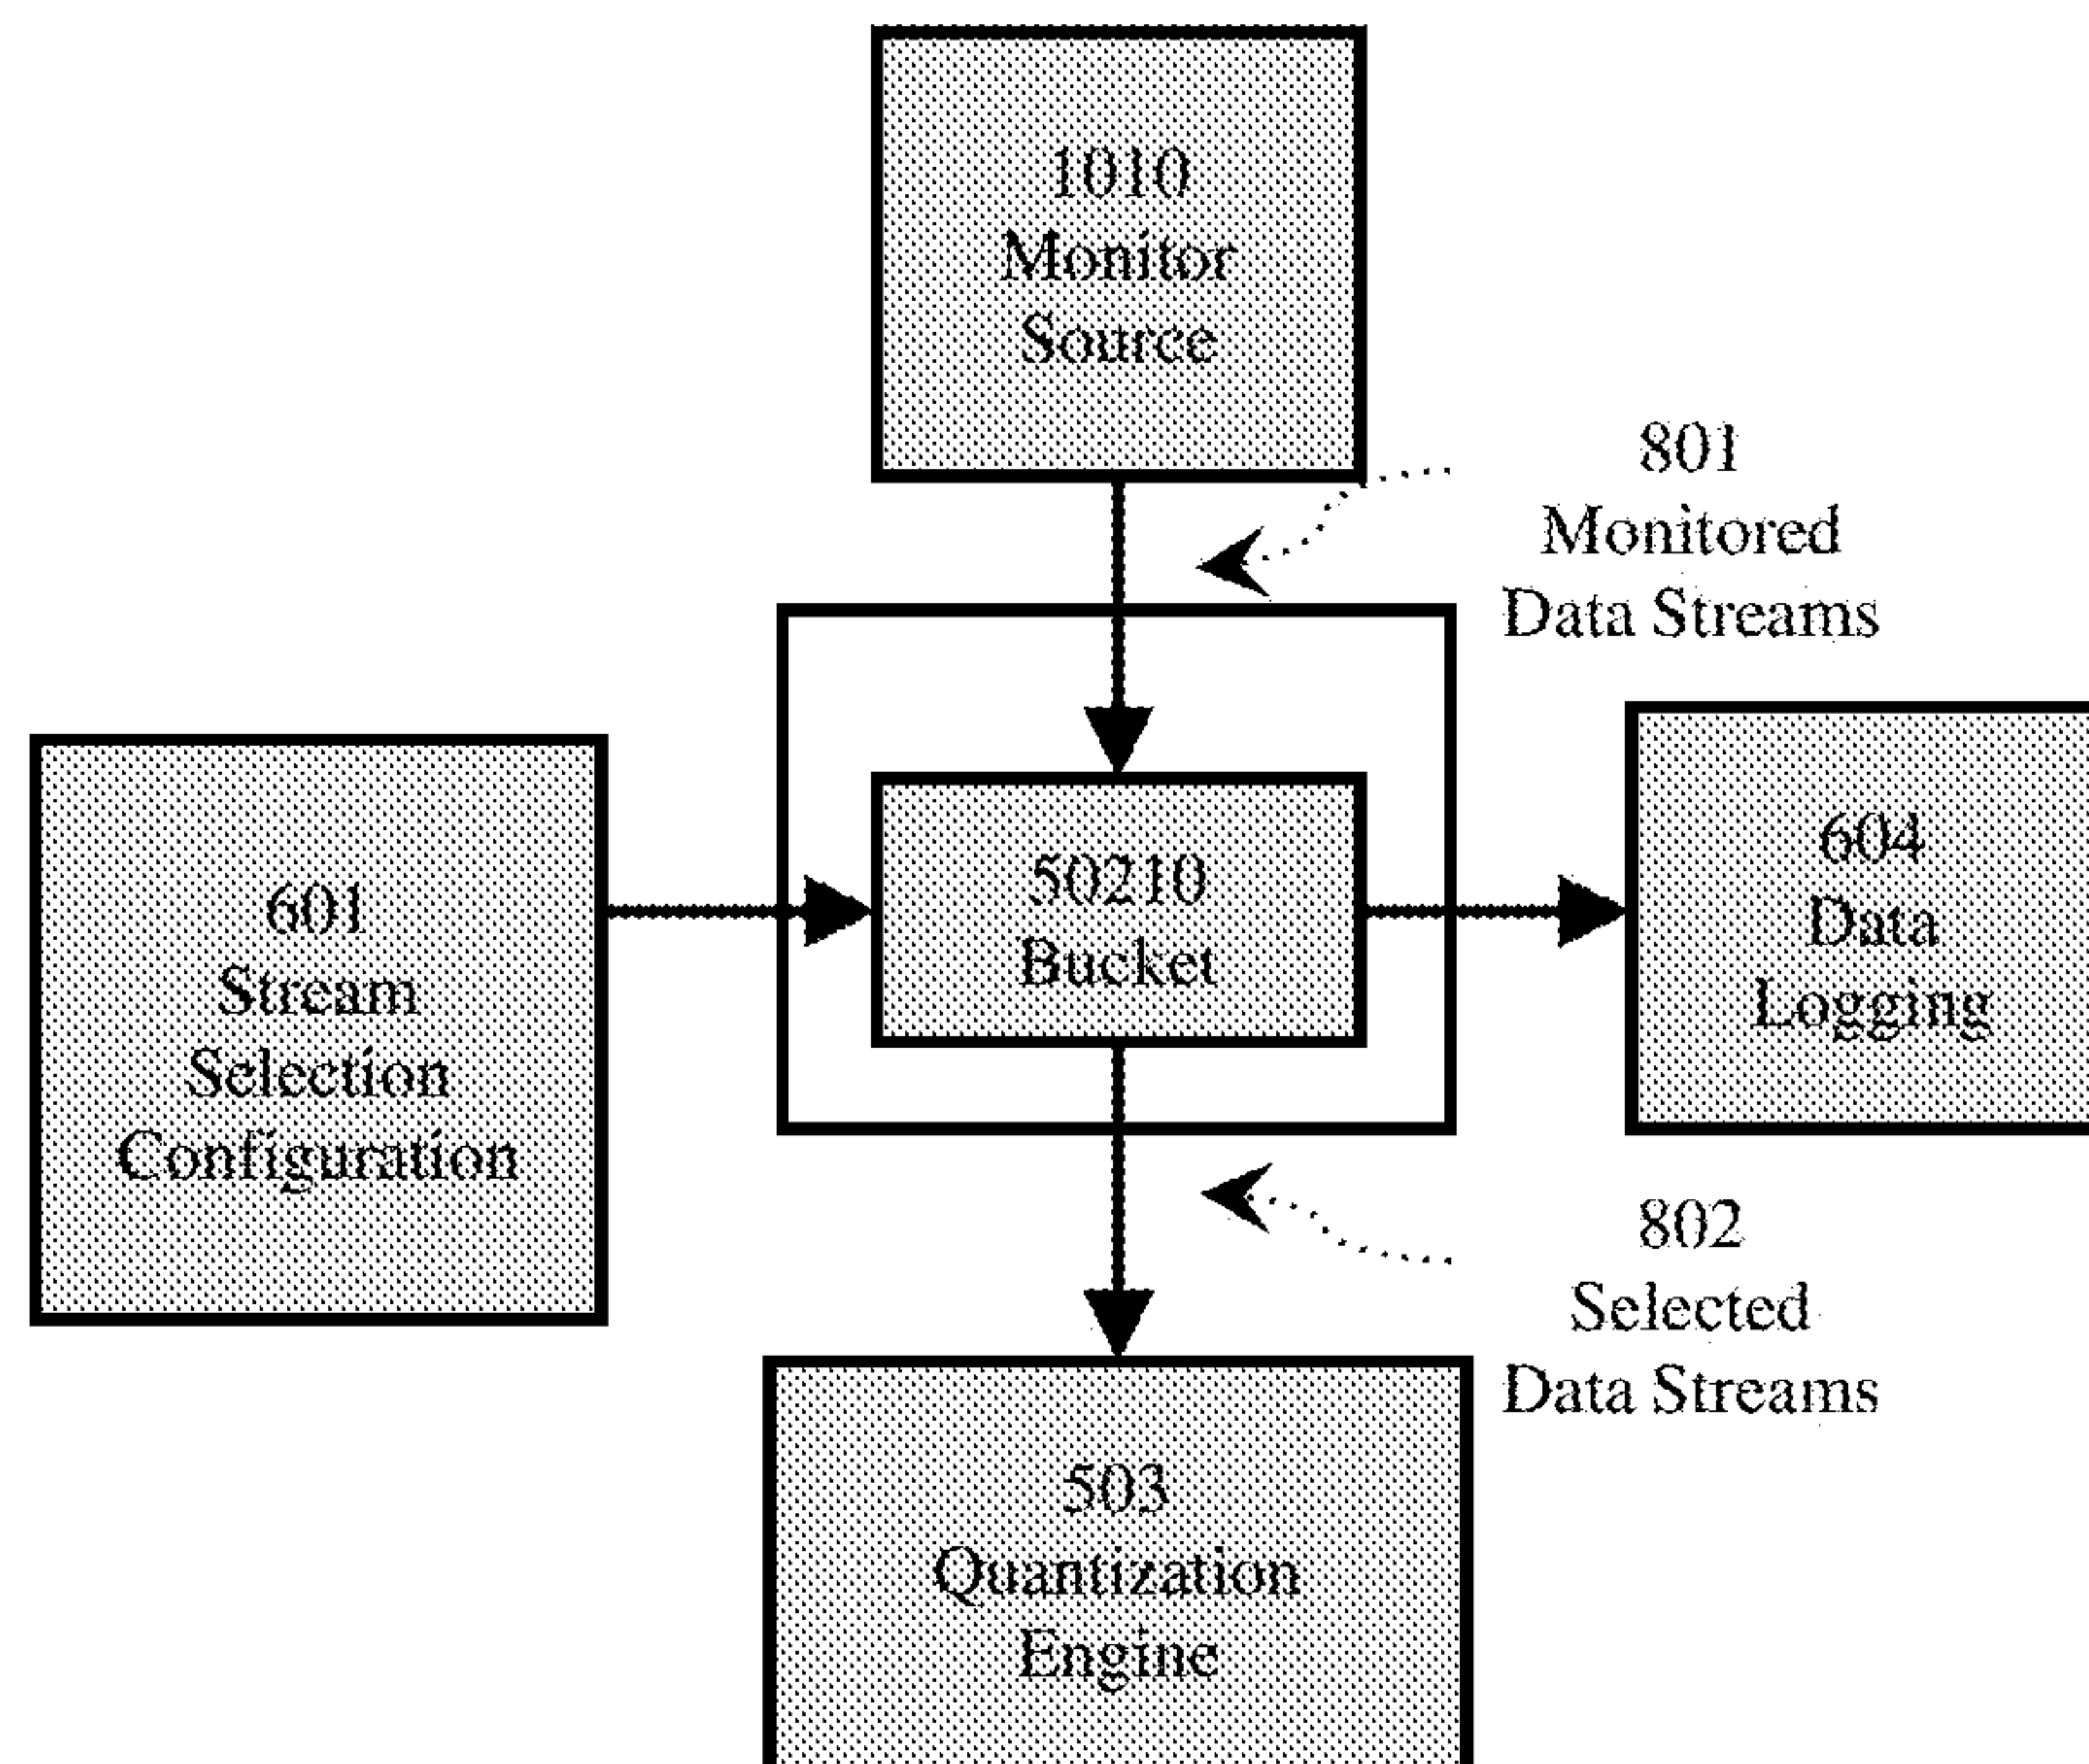 1010
Monitor
Source
801
Monitored
Data Streams
601
Stream
Selection
Configuration
50210
Bucket
604
Data
Logging
802
Selected
Data Streams
503
Quantization
Engine